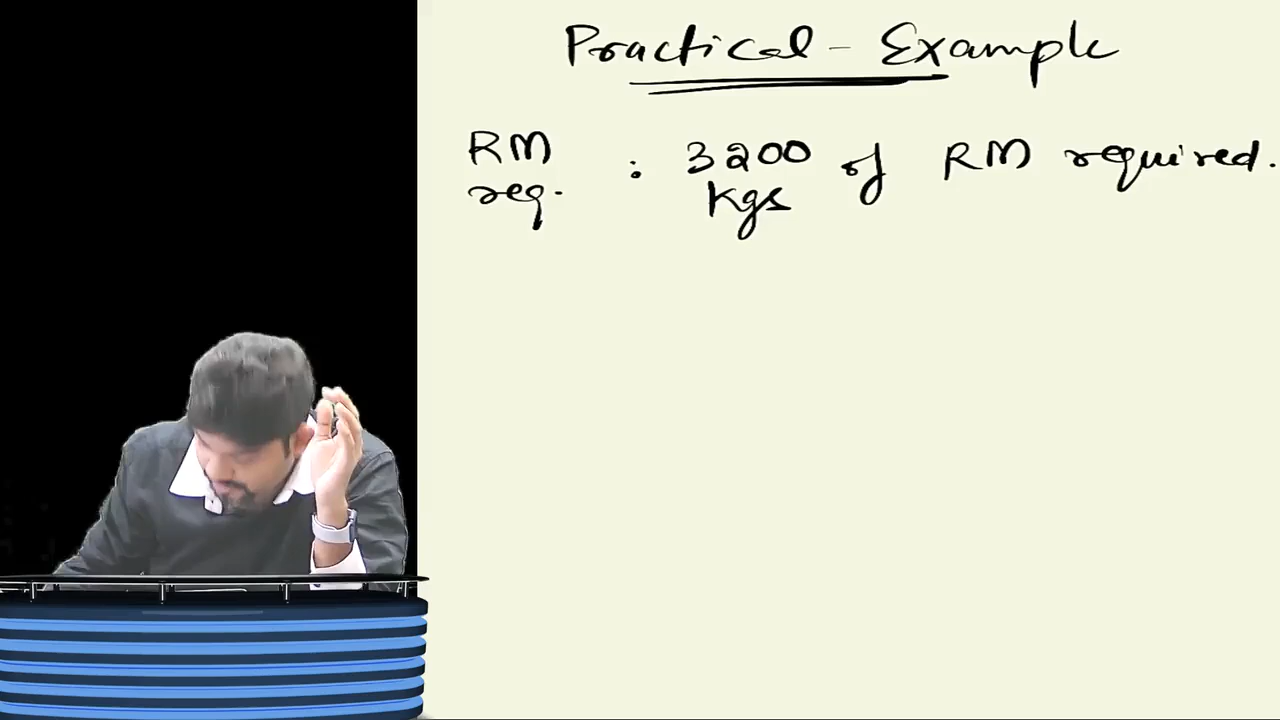 Practical - Example
RM req. : 3200 kgs of RM required.